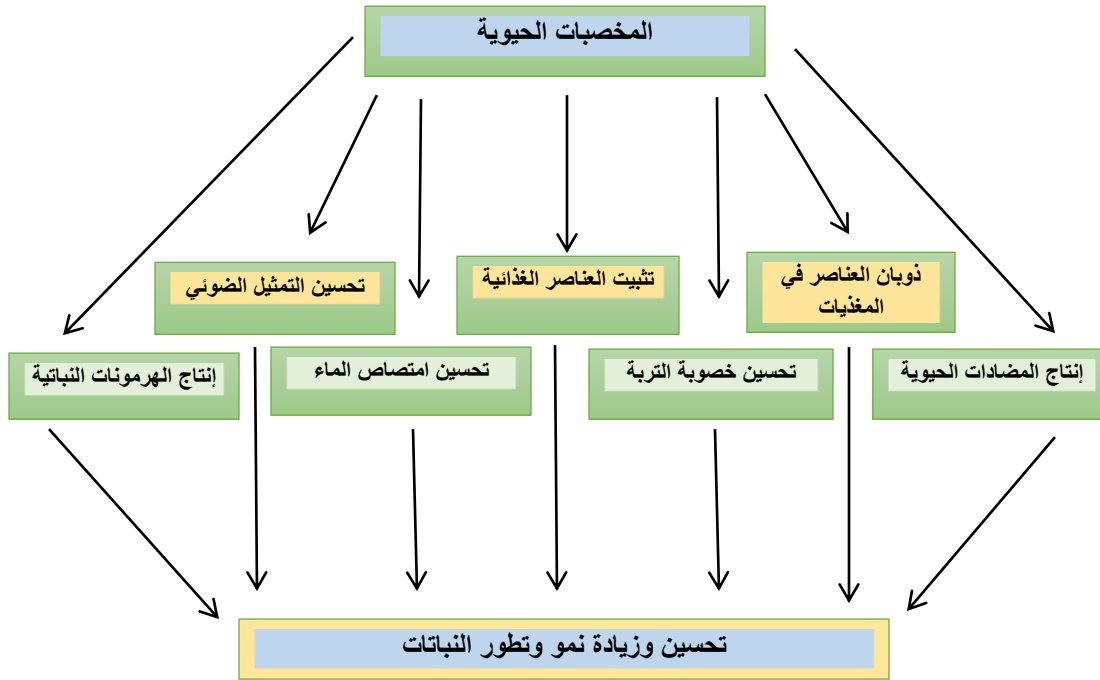 المخصبات الحيوية
ذوبان العناصر في
المغذيات
تثبيت العناصر الغذائية
تحسين التمثيل الضوئي
إنتاج المضادات الحيوية
تحسين خصوبة التربة
تحسين امتصاص الماء
إنتاج الهرمونات النباتية
تحسين وزيادة نمو وتطور النباتات